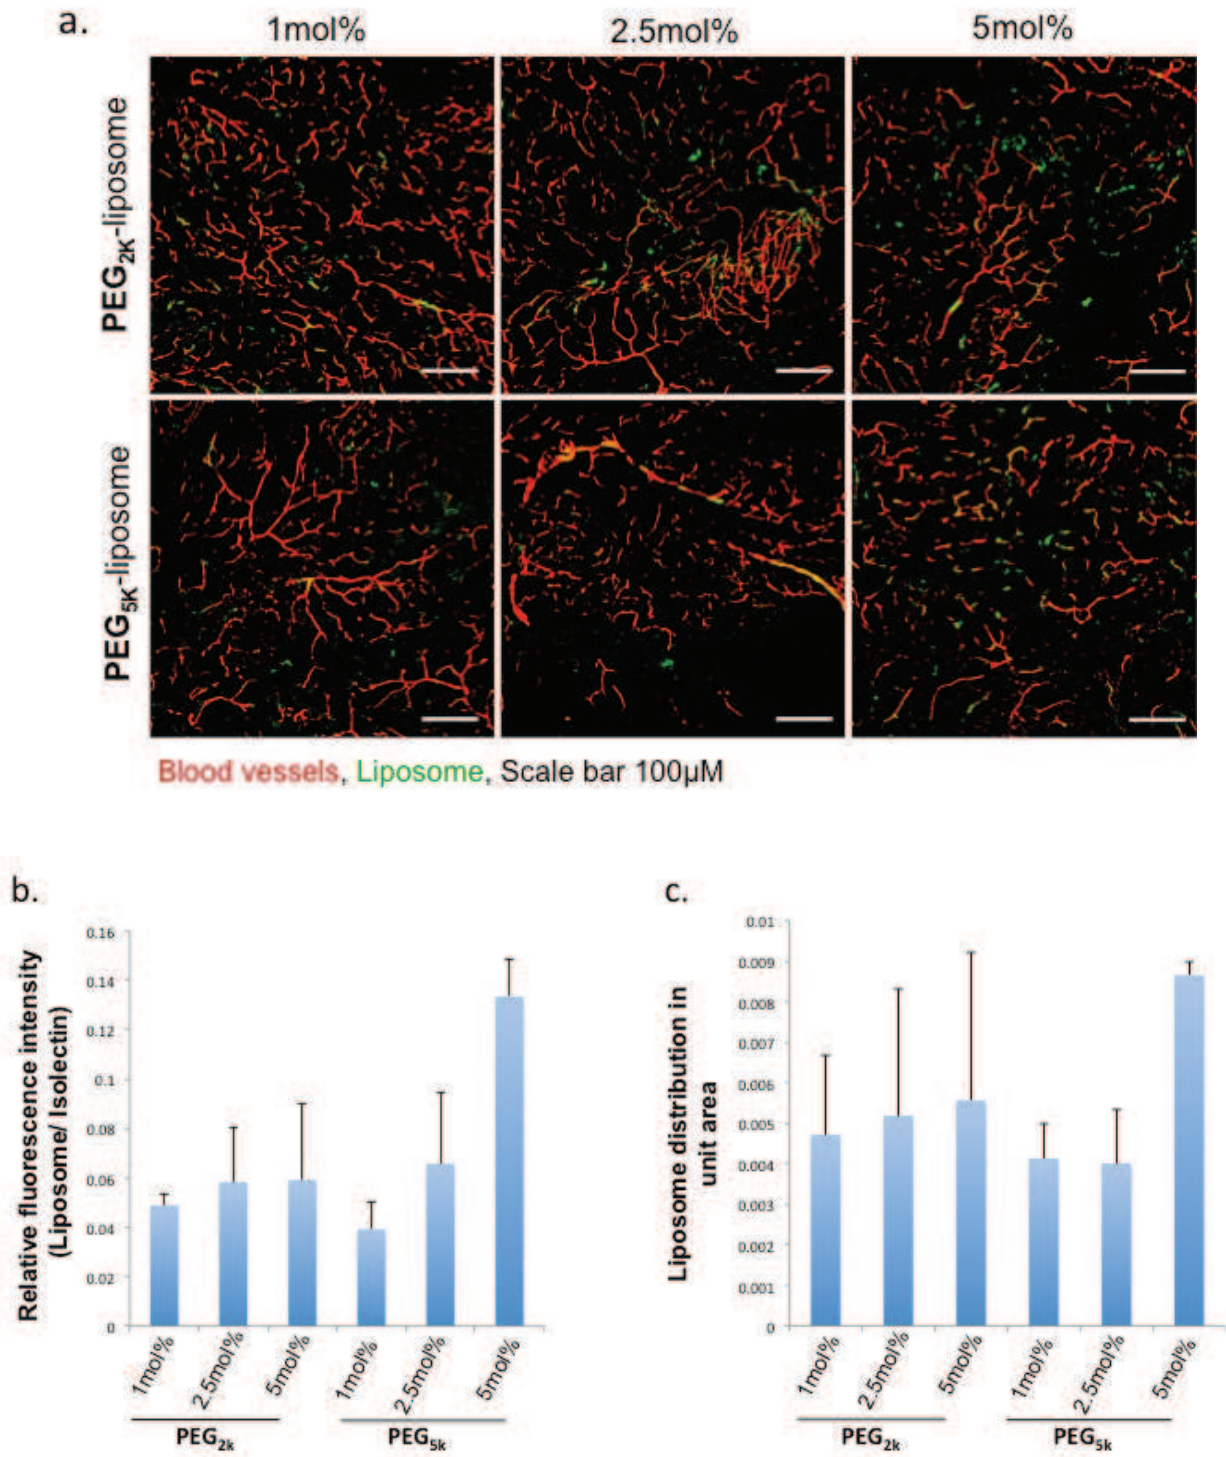 a.
1mol% 2.5mol% 5mol%
PEG2K-liposome
PEG5K-liposome
Blood vessels, Liposome, Scale bar 100µM
b.
Relative fluorescence intensity
(Liposome/ Isolectin)
0.16
0.14
0.12
0.1
0.08
0.06
0.04
0.02
0
1mol% 2.5mol% 5mol% 1mol% 2.5mol% 5mol%
PEG2k PEG5k
c.
Liposome distribution in
unit area
0.01
0.009
0.008
0.007
0.006
0.005
0.004
0.003
0.002
0.001
0
1mol% 2.5mol% 5mol% 1mol% 2.5mol% 5mol%
PEG2k PEG5k